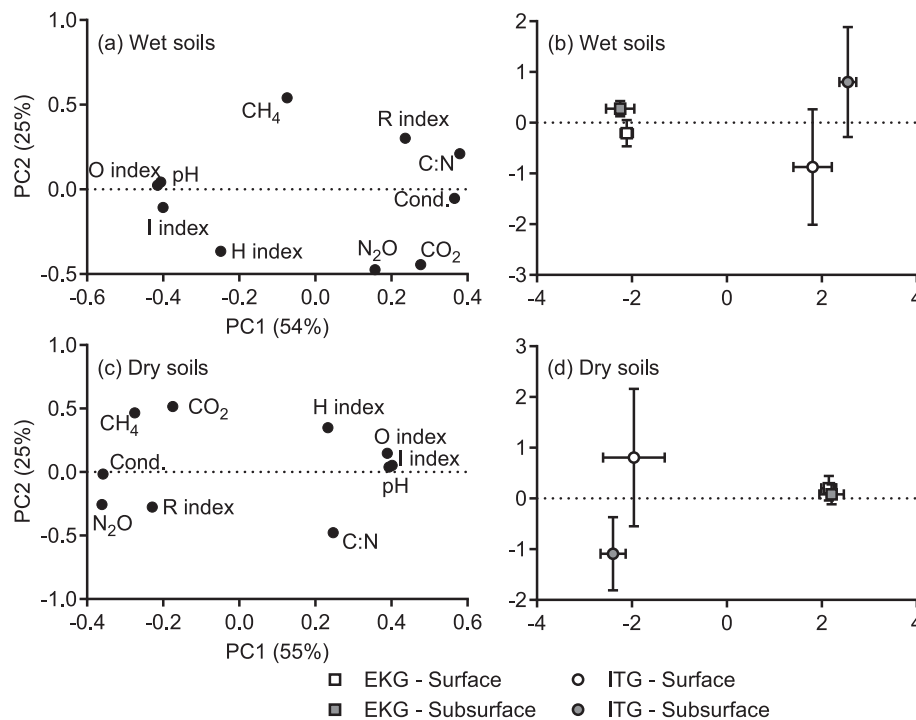 (a) Wet soils
1.0
0.5
0.0
-0.5
PC2 (25%)
CH4
R index
C:N
O index
pH
Cond.
I index
H index
N2O
CO2
-0.6
-0.4
-0.2
0.0
0.2
0.4
PC1 (54%)
(b) Wet soils
2
1
0
-1
-2
-3
-4
-2
0
2
4
(c) Dry soils
1.0
0.5
0.0
-0.5
-1.0
PC2 (25%)
CH4
CO2
H index
O index
I index
Cond.
pH
N2O
R index
C:N
-0.4
-0.2
0.0
0.2
0.4
0.6
PC1 (55%)
(d) Dry soils
3
2
1
0
-1
-2
-4
-2
0
2
4
EKG - Surface
ITG - Surface
EKG - Subsurface
ITG - Subsurface